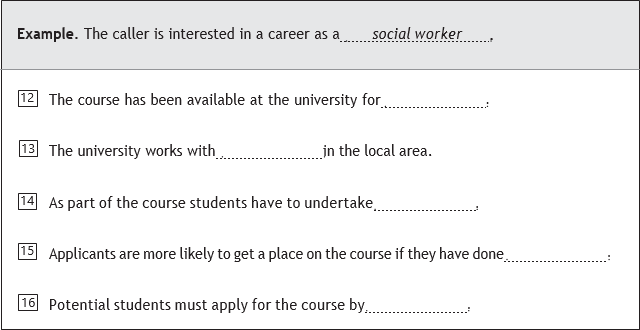 Example. The caller is interested in a career as a social worker.
12 The course has been available at the university for .
13 The university works with in the local area.
14 As part of the course students have to undertake .
15 Applicants are more likely to get a place on the course if they have done .
16 Potential students must apply for the course by .